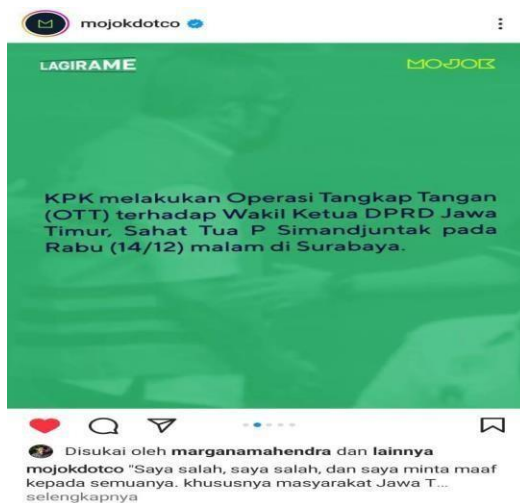 mojokdotco
LAGIRAME
MOJOK
KPK melakukan Operasi Tangkap Tangan
(OTT) terhadap Wakil Ketua DPRD Jawa
Timur, Sahat Tua P Simandjuntak pada
Rabu (14/12) malam di Surabaya.
Disukai oleh marganamahendra dan lainnya
mojokdotco "Saya salah, saya salah, dan saya minta maaf
kepada semuanya. khususnya masyarakat Jawa T...
selengkapnya